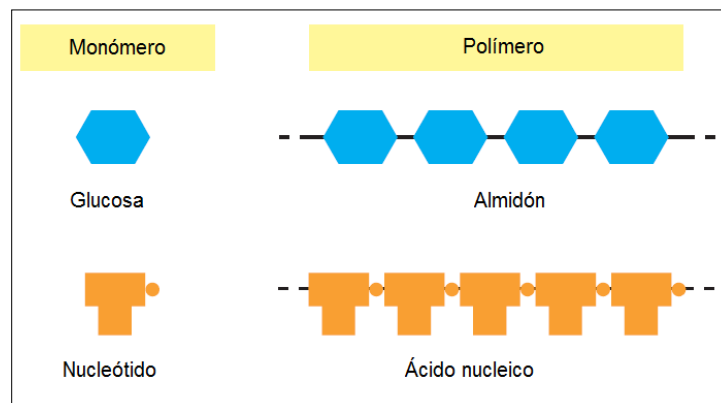 Monómero
Polímero
Glucosa
Almidón
Nucleótido
Ácido nucleico